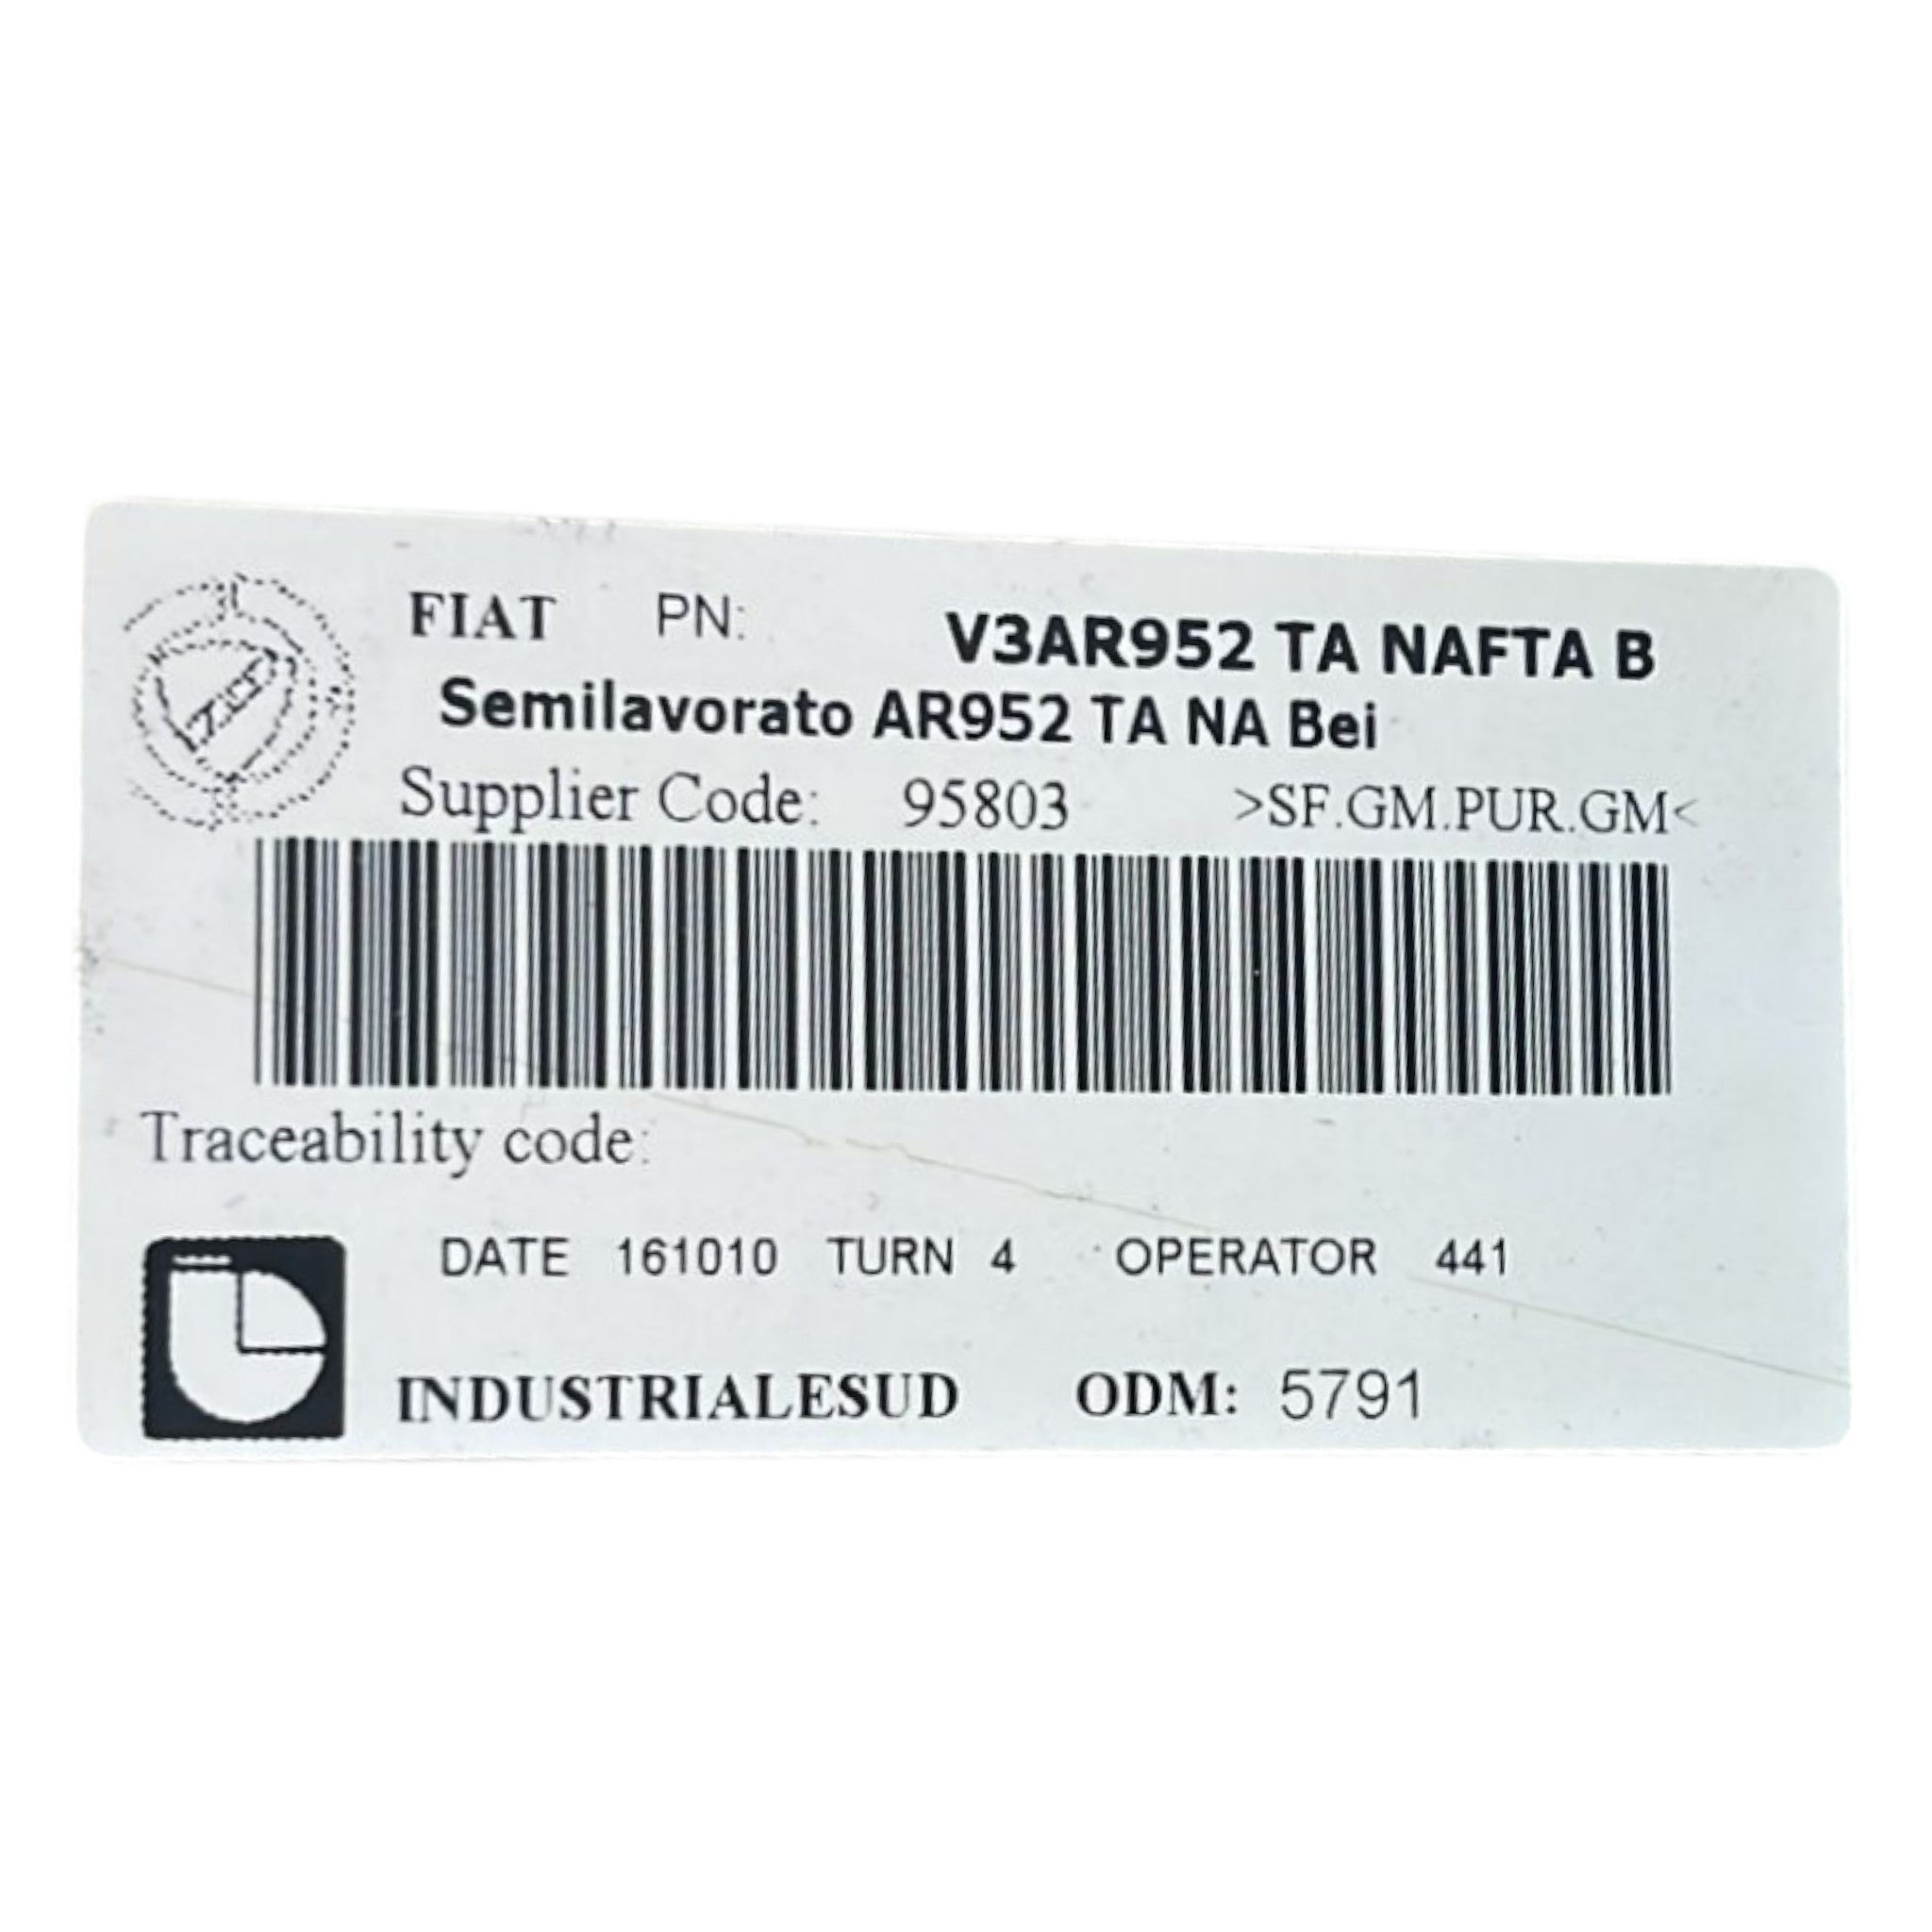 FIAT PN: V3AR952 TA NAFTA B
Semilavorato AR952 TA NA Bei
Supplier Code: 95803 >SF.GM.PUR.GM<
Traceability code:
DATE 161010 TURN 4 OPERATOR 441
INDUSTRIALESUD ODM: 5791